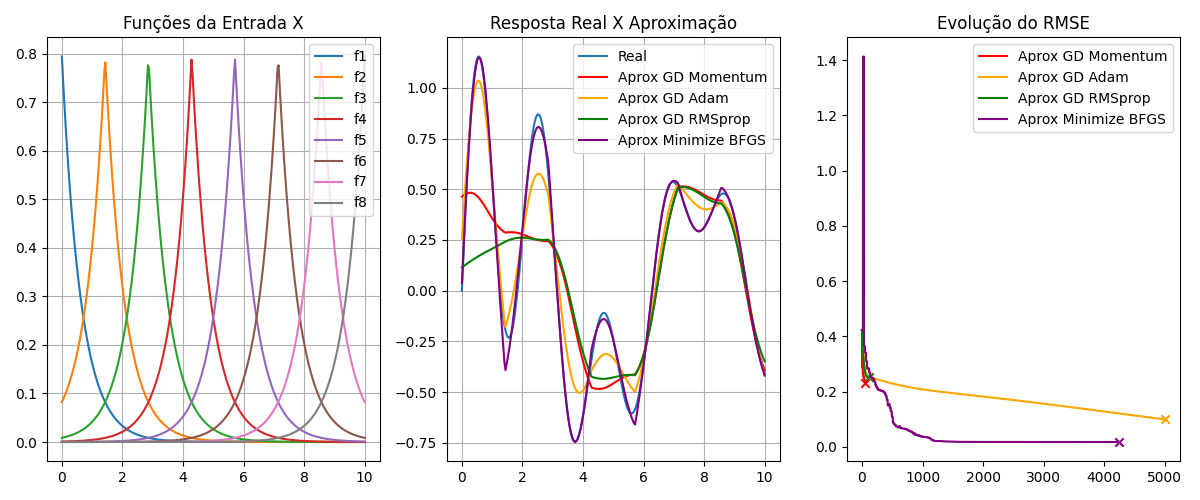 Funções da Entrada X
0.8
0.7
0.6
0.5
0.4
0.3
0.2
0.1
0.0
0 2 4 6 8 10
f1
f2
f3
f4
f5
f6
f7
f8
Resposta Real X Aproximação
1.00
0.75
0.50
0.25
0.00
−0.25
−0.50
−0.75
0 2 4 6 8 10
Real
Aprox GD Momentum
Aprox GD Adam
Aprox GD RMSprop
Aprox Minimize BFGS
Evolução do RMSE
1.4
1.2
1.0
0.8
0.6
0.4
0.2
0.0
0 1000 2000 3000 4000 5000
Aprox GD Momentum
Aprox GD Adam
Aprox GD RMSprop
Aprox Minimize BFGS